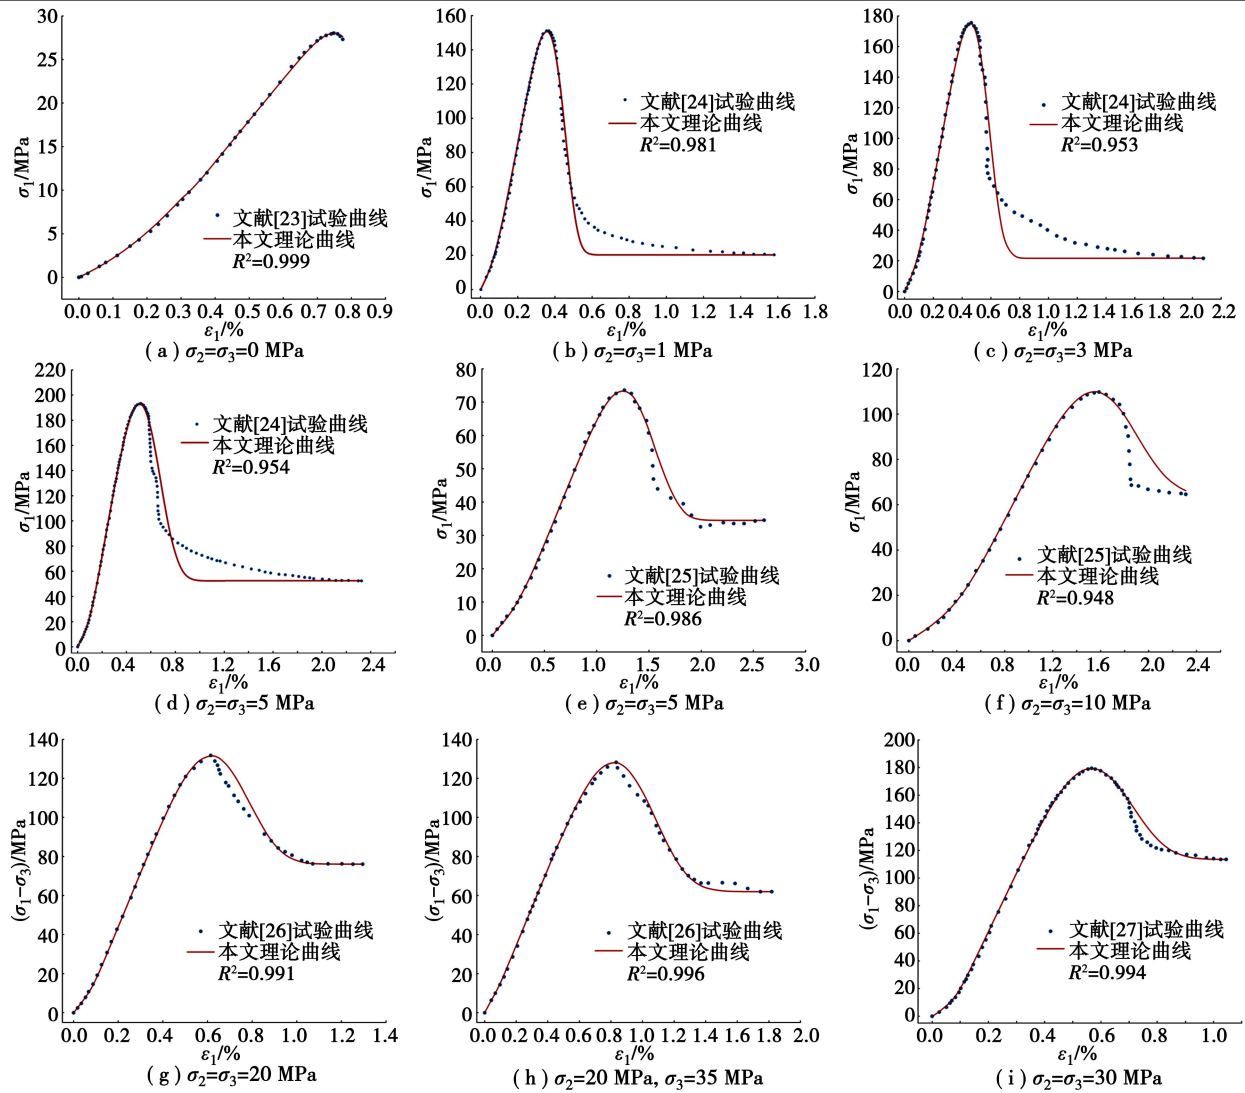 30
25
20
15
10
5
0
σ₁/MPa
文献[23]试验曲线
本文理论曲线
R²=0.999
0.0 0.1 0.2 0.3 0.4 0.5 0.6 0.7 0.8 0.9
ε₁/%
(a) σ₂=σ₃=0 MPa
160
140
120
100
80
60
40
20
0
σ₁/MPa
文献[24]试验曲线
本文理论曲线
R²=0.981
0.0 0.2 0.4 0.6 0.8 1.0 1.2 1.4 1.6 1.8
ε₁/%
(b) σ₂=σ₃=1 MPa
180
160
140
120
100
80
60
40
20
0
σ₁/MPa
文献[24]试验曲线
本文理论曲线
R²=0.953
0.0 0.2 0.4 0.6 0.8 1.0 1.2 1.4 1.6 1.8 2.0 2.2
ε₁/%
(c) σ₂=σ₃=3 MPa
220
200
180
160
140
120
100
80
60
40
20
0
σ₁/MPa
文献[24]试验曲线
本文理论曲线
R²=0.954
0.0 0.4 0.8 1.2 1.6 2.0 2.4
ε₁/%
(d) σ₂=σ₃=5 MPa
80
70
60
50
40
30
20
10
0
σ₁/MPa
文献[25]试验曲线
本文理论曲线
R²=0.986
0.0 0.5 1.0 1.5 2.0 2.5 3.0
ε₁/%
(e) σ₂=σ₃=5 MPa
120
100
80
60
40
20
0
σ₁/MPa
文献[25]试验曲线
本文理论曲线
R²=0.948
0.0 0.4 0.8 1.2 1.6 2.0 2.4
ε₁/%
(f) σ₂=σ₃=10 MPa
140
120
100
80
60
40
20
0
(σ₁−σ₃)/MPa
文献[26]试验曲线
本文理论曲线
R²=0.991
0.0 0.2 0.4 0.6 0.8 1.0 1.2 1.4
ε₁/%
(g) σ₂=σ₃=20 MPa
140
120
100
80
60
40
20
0
(σ₁−σ₃)/MPa
文献[26]试验曲线
本文理论曲线
R²=0.996
0.0 0.2 0.4 0.6 0.8 1.0 1.2 1.4 1.6 2.0
ε₁/%
(h) σ₂=20 MPa, σ₃=35 MPa
200
180
160
140
120
100
80
60
40
20
0
(σ₁−σ₃)/MPa
文献[27]试验曲线
本文理论曲线
R²=0.994
0.0 0.2 0.4 0.6 0.8 1.0
ε₁/%
(i) σ₂=σ₃=30 MPa